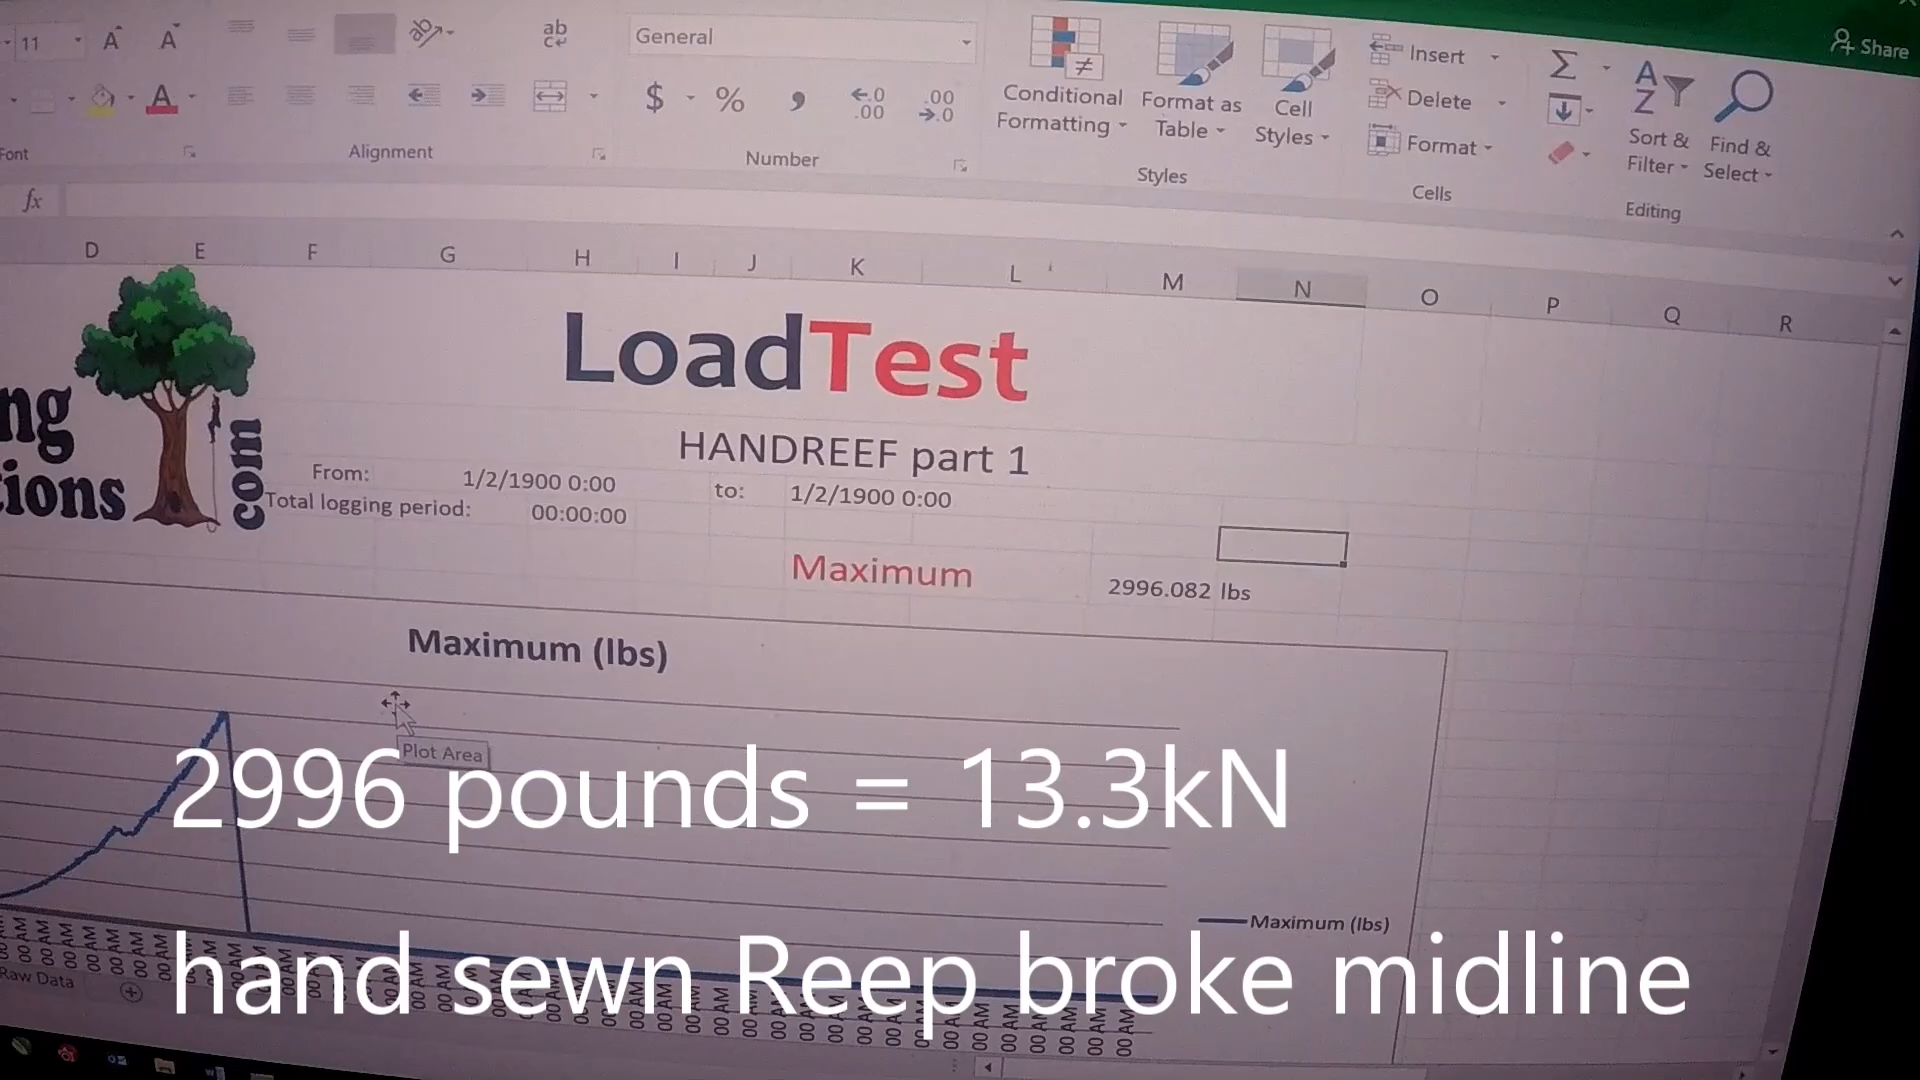 11
General
Share
Insert
Delete
Format
Conditional Formatting
Format as Table
Cell Styles
Sort & Filter
Find & Select
$ % ,
Font
Alignment
Number
Styles
Cells
Editing
fx
D E F G H I J K L M N O P Q R
ng
ions
com
LoadTest
HANDREEF part 1
From: 1/2/1900 0:00 to: 1/2/1900 0:00
Total logging period: 00:00:00
Maximum 2996.082 lbs
Maximum (lbs)
Plot Area
2996 pounds = 13.3kN
Maximum (lbs)
hand sewn Reep broke midline
Raw Data